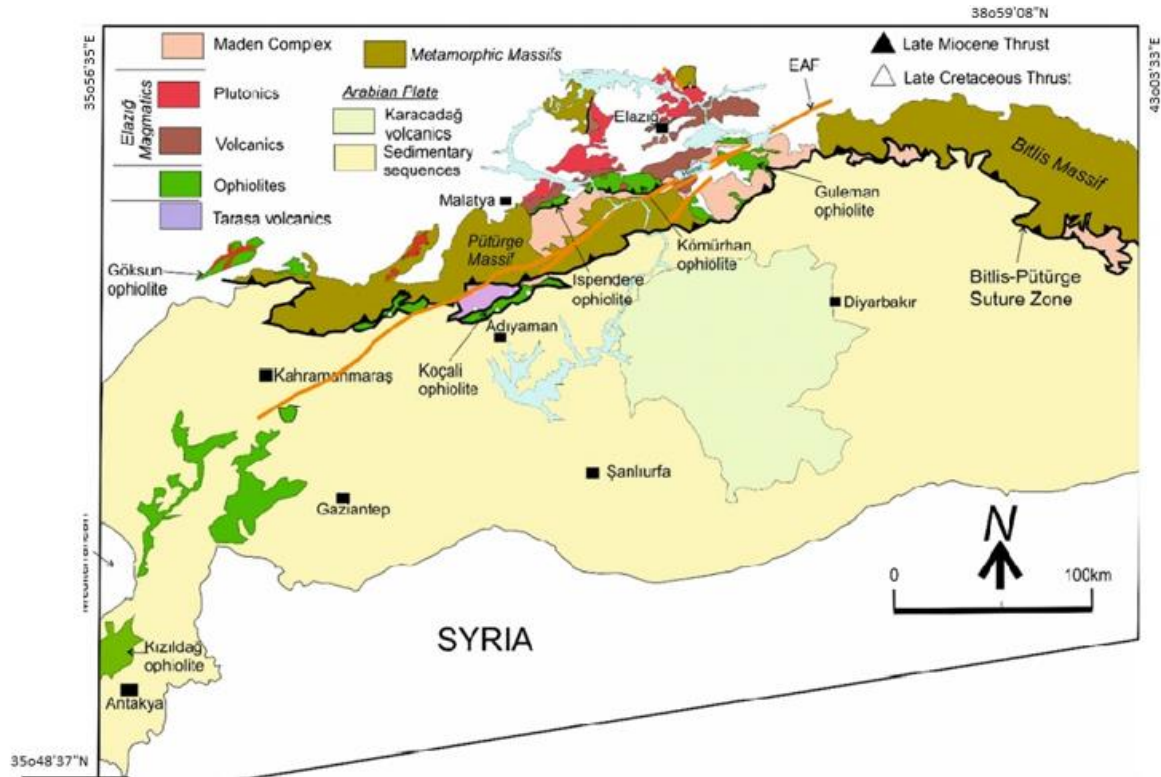 38o59'08"N
35o56'35"E
43o03'33"E
Maden Complex
Metamorphic Massifs
Elazığ
Magmatics
Plutonics
Volcanics
Ophiolites
Tarasa volcanics
Arabian Plate
Karacadağ
volcanics
Sedimentary
sequences
Late Miocene Thrust
Late Cretaceous Thrust
EAF
Elazığ
Malatya
Bitlis Massif
Guleman
ophiolite
Pütürge
Massif
Kömürhan
ophiolite
Göksun
ophiolite
Ispendere
ophiolite
Bitlis-Pütürge
Suture Zone
Diyarbakır
Adıyaman
Koçali
ophiolite
Kahramanmaraş
Şanlıurfa
Gaziantep
N
0 100km
SYRIA
Kızıldağ
ophiolite
Antakya
35o48'37"N